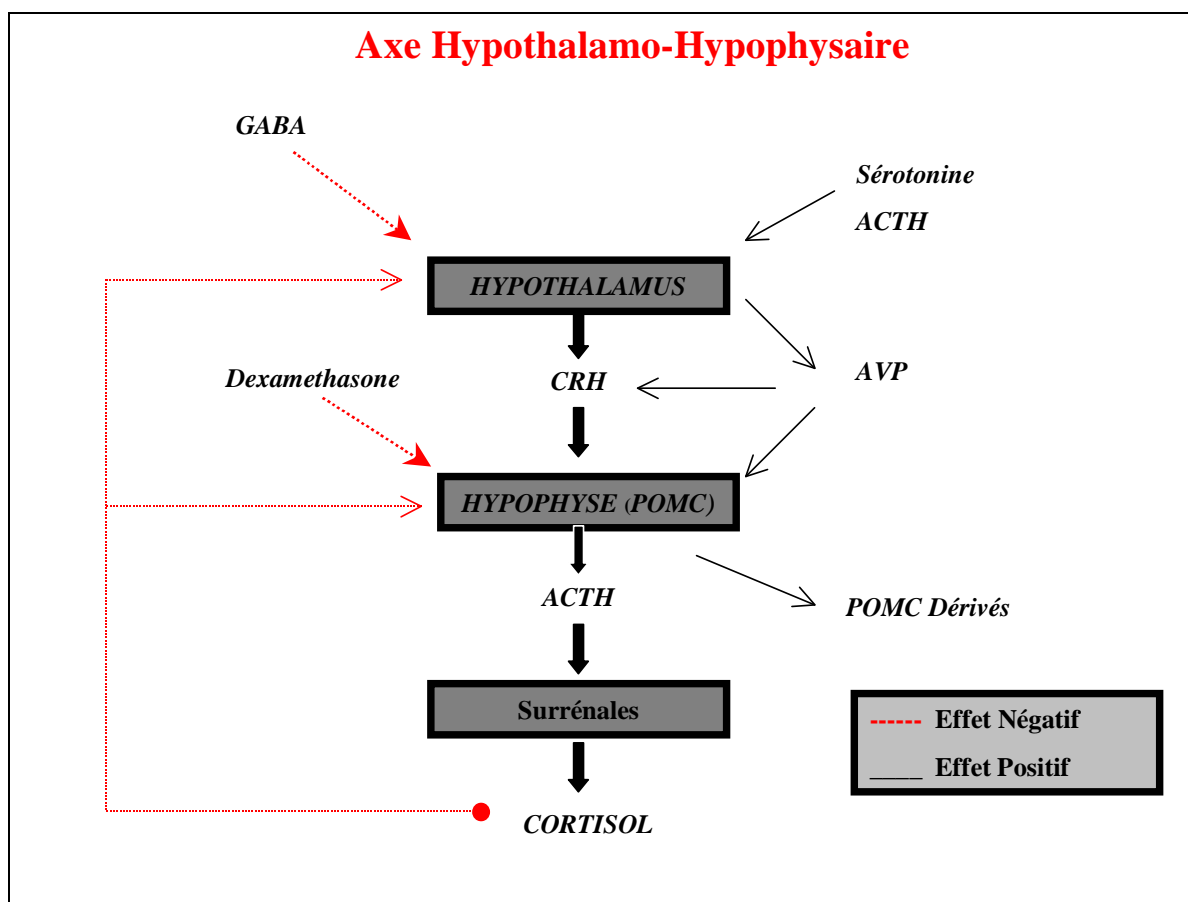 Axe Hypothalamo-Hypophysaire
GABA
Sérotonine
ACTH
HYPOTHALAMUS
Dexamethasone
CRH
AVP
HYPOPHYSE (POMC)
ACTH
POMC Dérivés
Surrénales
------ Effet Négatif
____ Effet Positif
CORTISOL